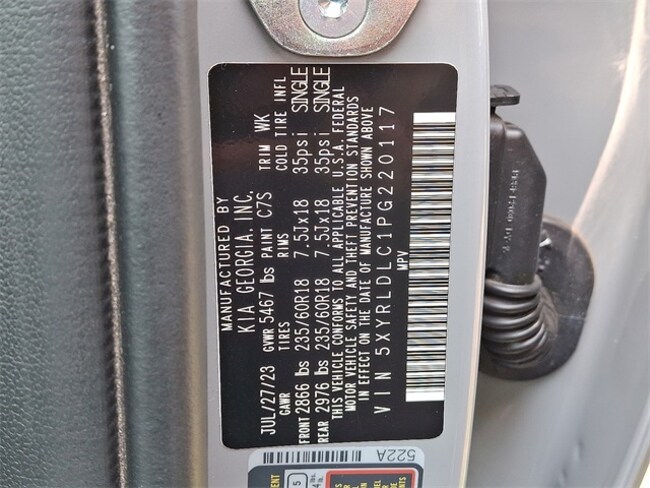 MANUFACTURED BY
KIA GEORGIA, INC.
JUL/27/23 GVWR 5467 lbs PAINT C7S TRIM WK
GAWR TIRES RIMS COLD TIRE INFL
FRONT 2866 lbs 235/60R18 7.5Jx18 35psi SINGLE
REAR 2976 lbs 235/60R18 7.5Jx18 35psi SINGLE
THIS VEHICLE CONFORMS TO ALL APPLICABLE U.S.A. FEDERAL
MOTOR VEHICLE SAFETY AND THEFT PREVENTION STANDARDS
IN EFFECT ON THE DATE OF MANUFACTURE SHOWN ABOVE
VIN 5XYRLDLC1PG220117
MPV
522A
5